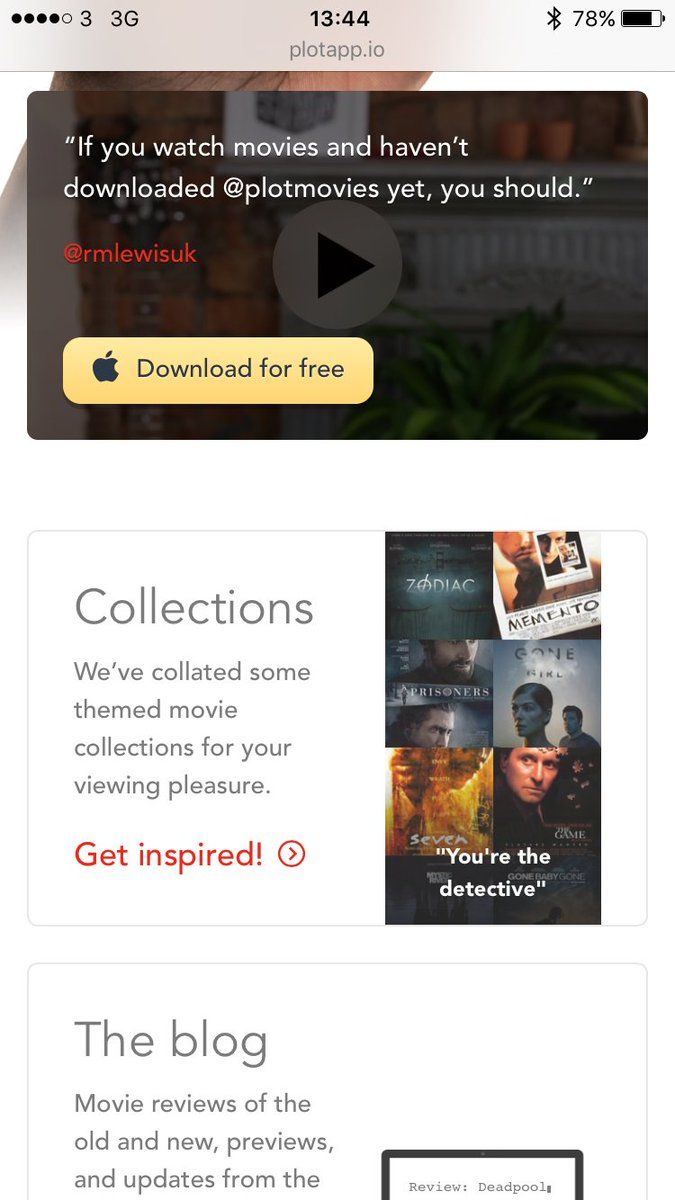 3 3G 13:44 78%
plotapp.io
“If you watch movies and haven’t
downloaded @plotmovies yet, you should.”
@rmlewisuk
Download for free
Collections
We’ve collated some
themed movie
collections for your
viewing pleasure.
Get inspired!
ZODIAC
MEMENTO
PRISONERS
GONE
GIRL
seven
THE
GAME
MYSTIC
RIVER
GONE BABY GONE
"You're the
detective"
The blog
Movie reviews of the
old and new, previews,
and updates from the
Review: Deadpool